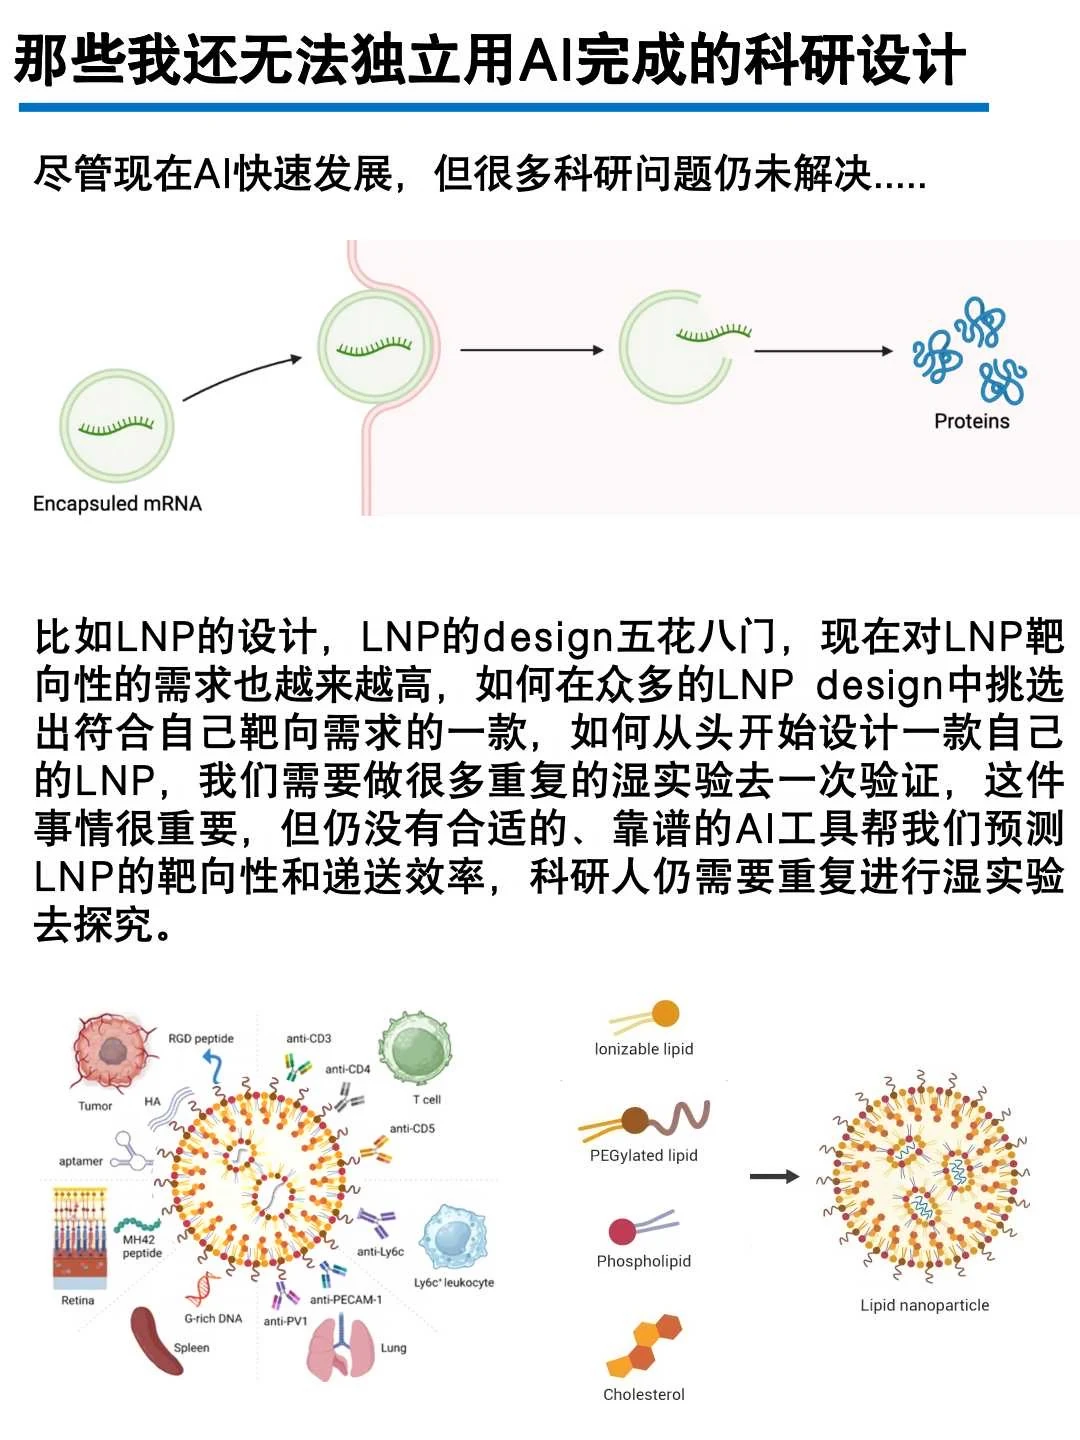 那些我还无法独立用AI完成的科研设计
尽管现在AI快速发展，但很多科研问题仍未解决.....
Encapsuled mRNA
Proteins
比如LNP的设计，LNP的design五花八门，现在对LNP靶
向性的需求也越来越高，如何在众多的LNP design中挑选
出符合自己靶向需求的一款，如何从头开始设计一款自己
的LNP，我们需要做很多重复的湿实验去一次验证，这件
事情很重要，但仍没有合适的、靠谱的AI工具帮我们预测
LNP的靶向性和递送效率，科研人仍需要重复进行湿实验
去探究。
RGD peptide
anti-CD3
anti-CD4
Tumor
HA
T cell
anti-CD5
aptamer
MH42
peptide
anti-Ly6c
Ly6c⁺ leukocyte
Retina
anti-PECAM-1
G-rich DNA
anti-PV1
Spleen
Lung
Ionizable lipid
PEGylated lipid
Phospholipid
Cholesterol
Lipid nanoparticle